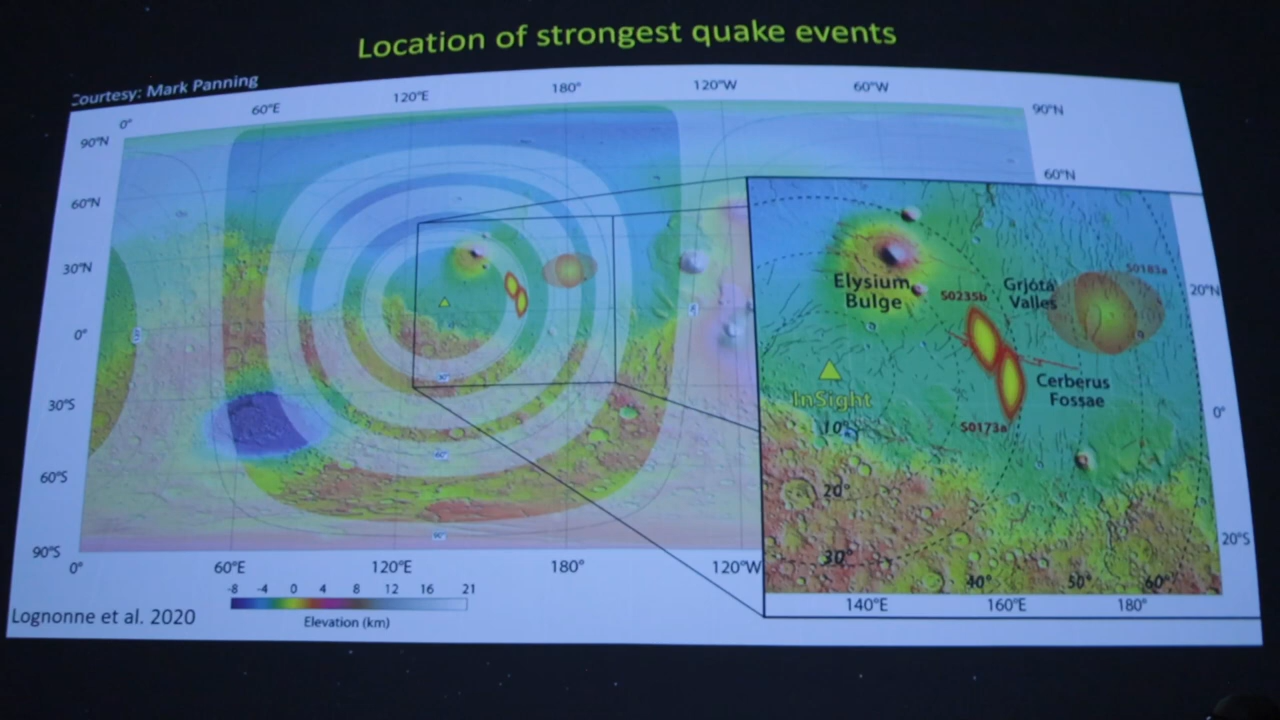 Location of strongest quake events
Courtesy: Mark Panning
0° 60°E 120°E 180° 120°W 60°W
90°N
90°N
60°N
60°N
30°N
0°
30°S
60°S
90°S
0° 60°E 120°E 180° 120°W
Elysium
Bulge
S0235b
Grjótá
Valles
S0183a
20°N
InSight
Cerberus
Fossae
0°
S0173a
10°
20°
30°
40° 50° 60°
20°S
140°E 160°E 180°
-8 -4 0 4 8 12 16 21
Elevation (km)
Lognonne et al. 2020